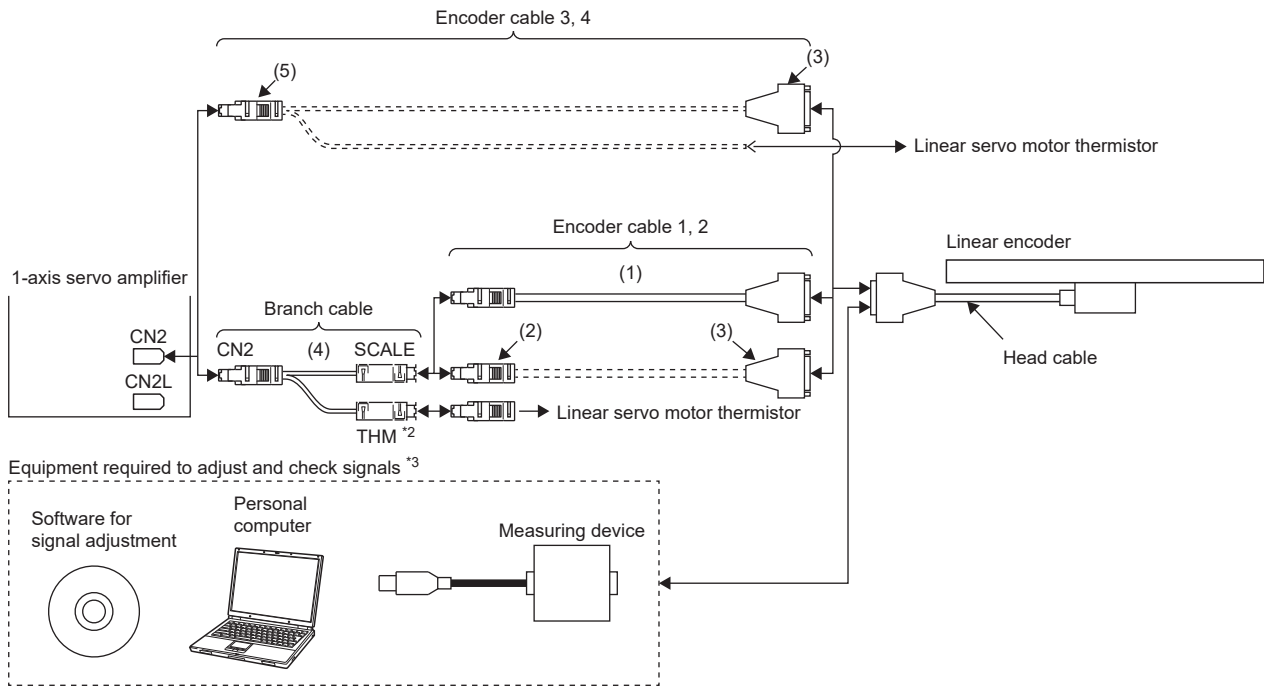 Encoder cable 3, 4
(5)
(3)
Linear servo motor thermistor
Encoder cable 1, 2
(1)
Linear encoder
1-axis servo amplifier
Branch cable
CN2
CN2
(4)
SCALE
(2)
(3)
Head cable
CN2L
Linear servo motor thermistor
THM *2
Equipment required to adjust and check signals *3
Software for
signal adjustment
Personal
computer
Measuring device